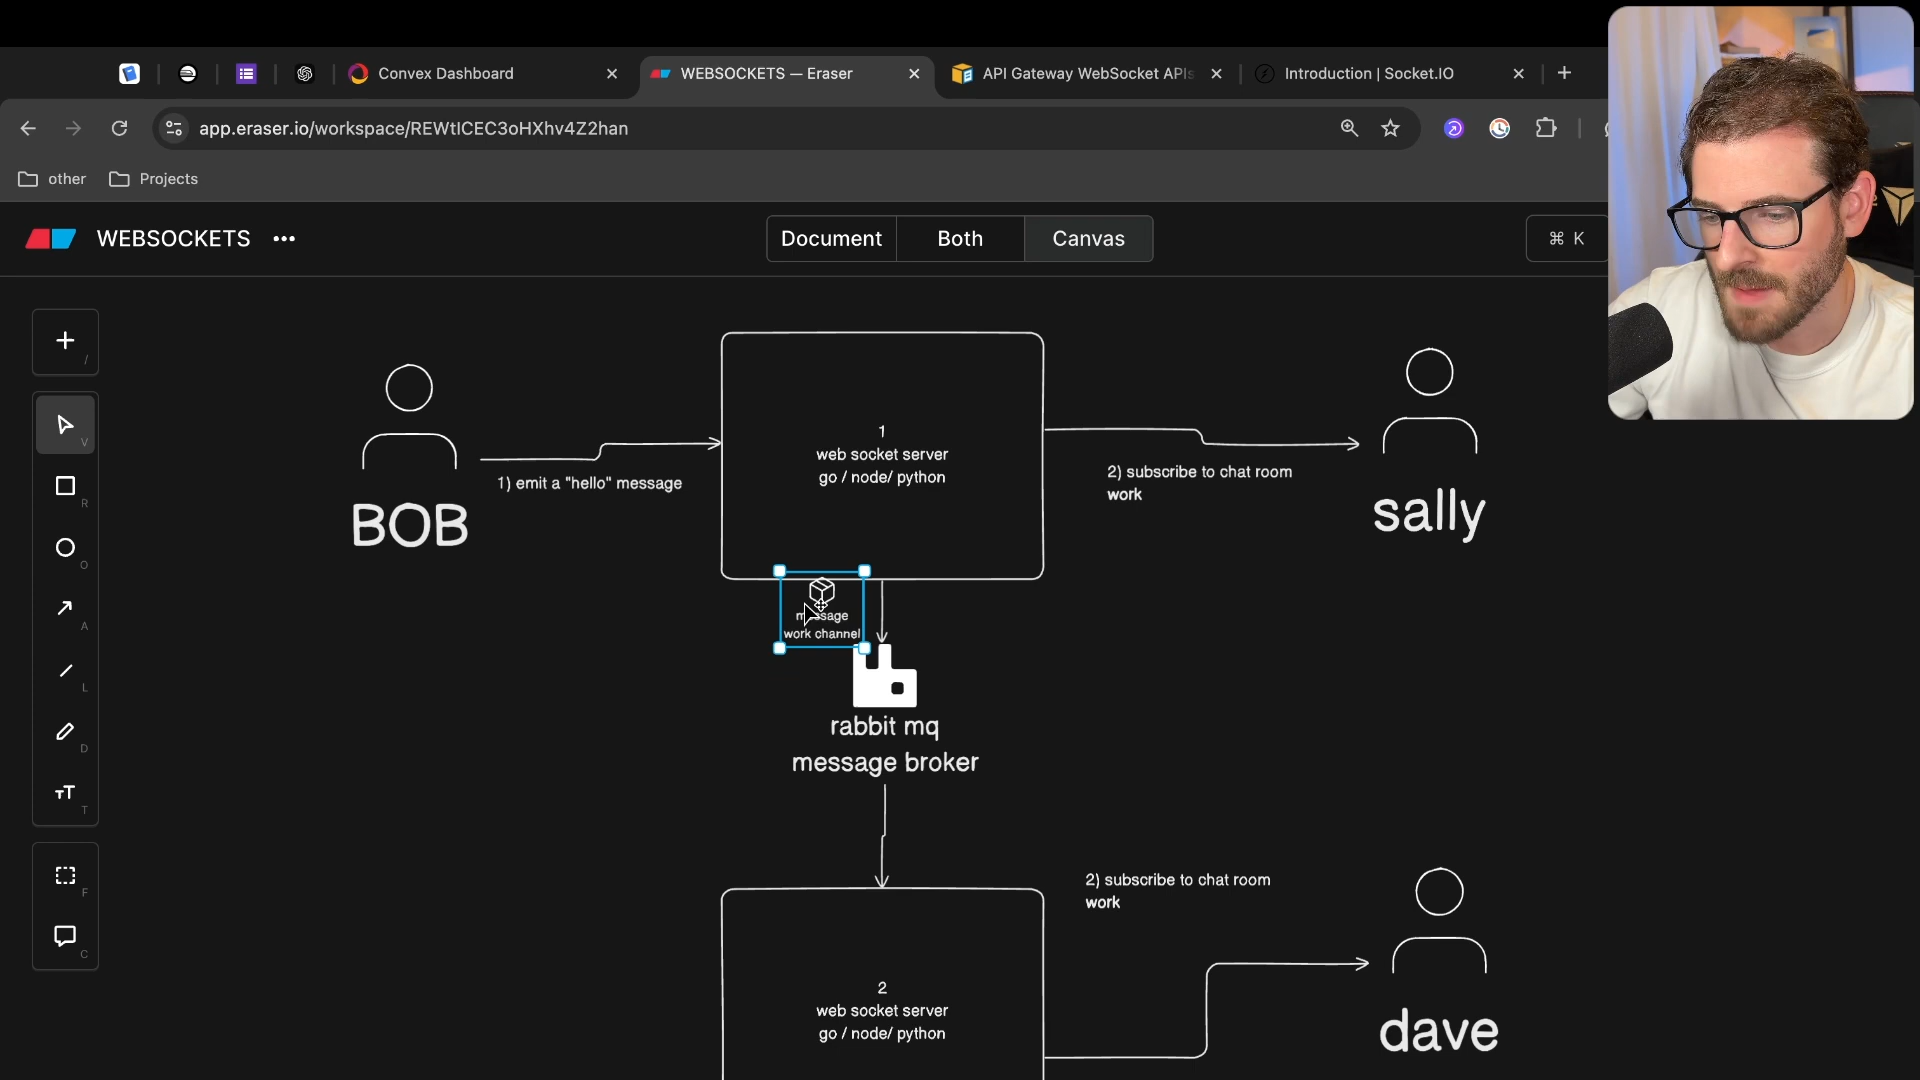 Convex Dashboard
WEBSOCKETS — Eraser
API Gateway WebSocket APIs
Introduction | Socket.IO
app.eraser.io/workspace/REWtlCEC3oHXhv4Z2han
other
Projects
WEBSOCKETS
Document
Both
Canvas
⌘ K
/
V
R
O
A
L
D
T
F
C
BOB
1) emit a "hello" message
1
web socket server
go / node/ python
2) subscribe to chat room
work
sally
message
work channel
rabbit mq
message broker
2) subscribe to chat room
work
2
web socket server
go / node/ python
dave